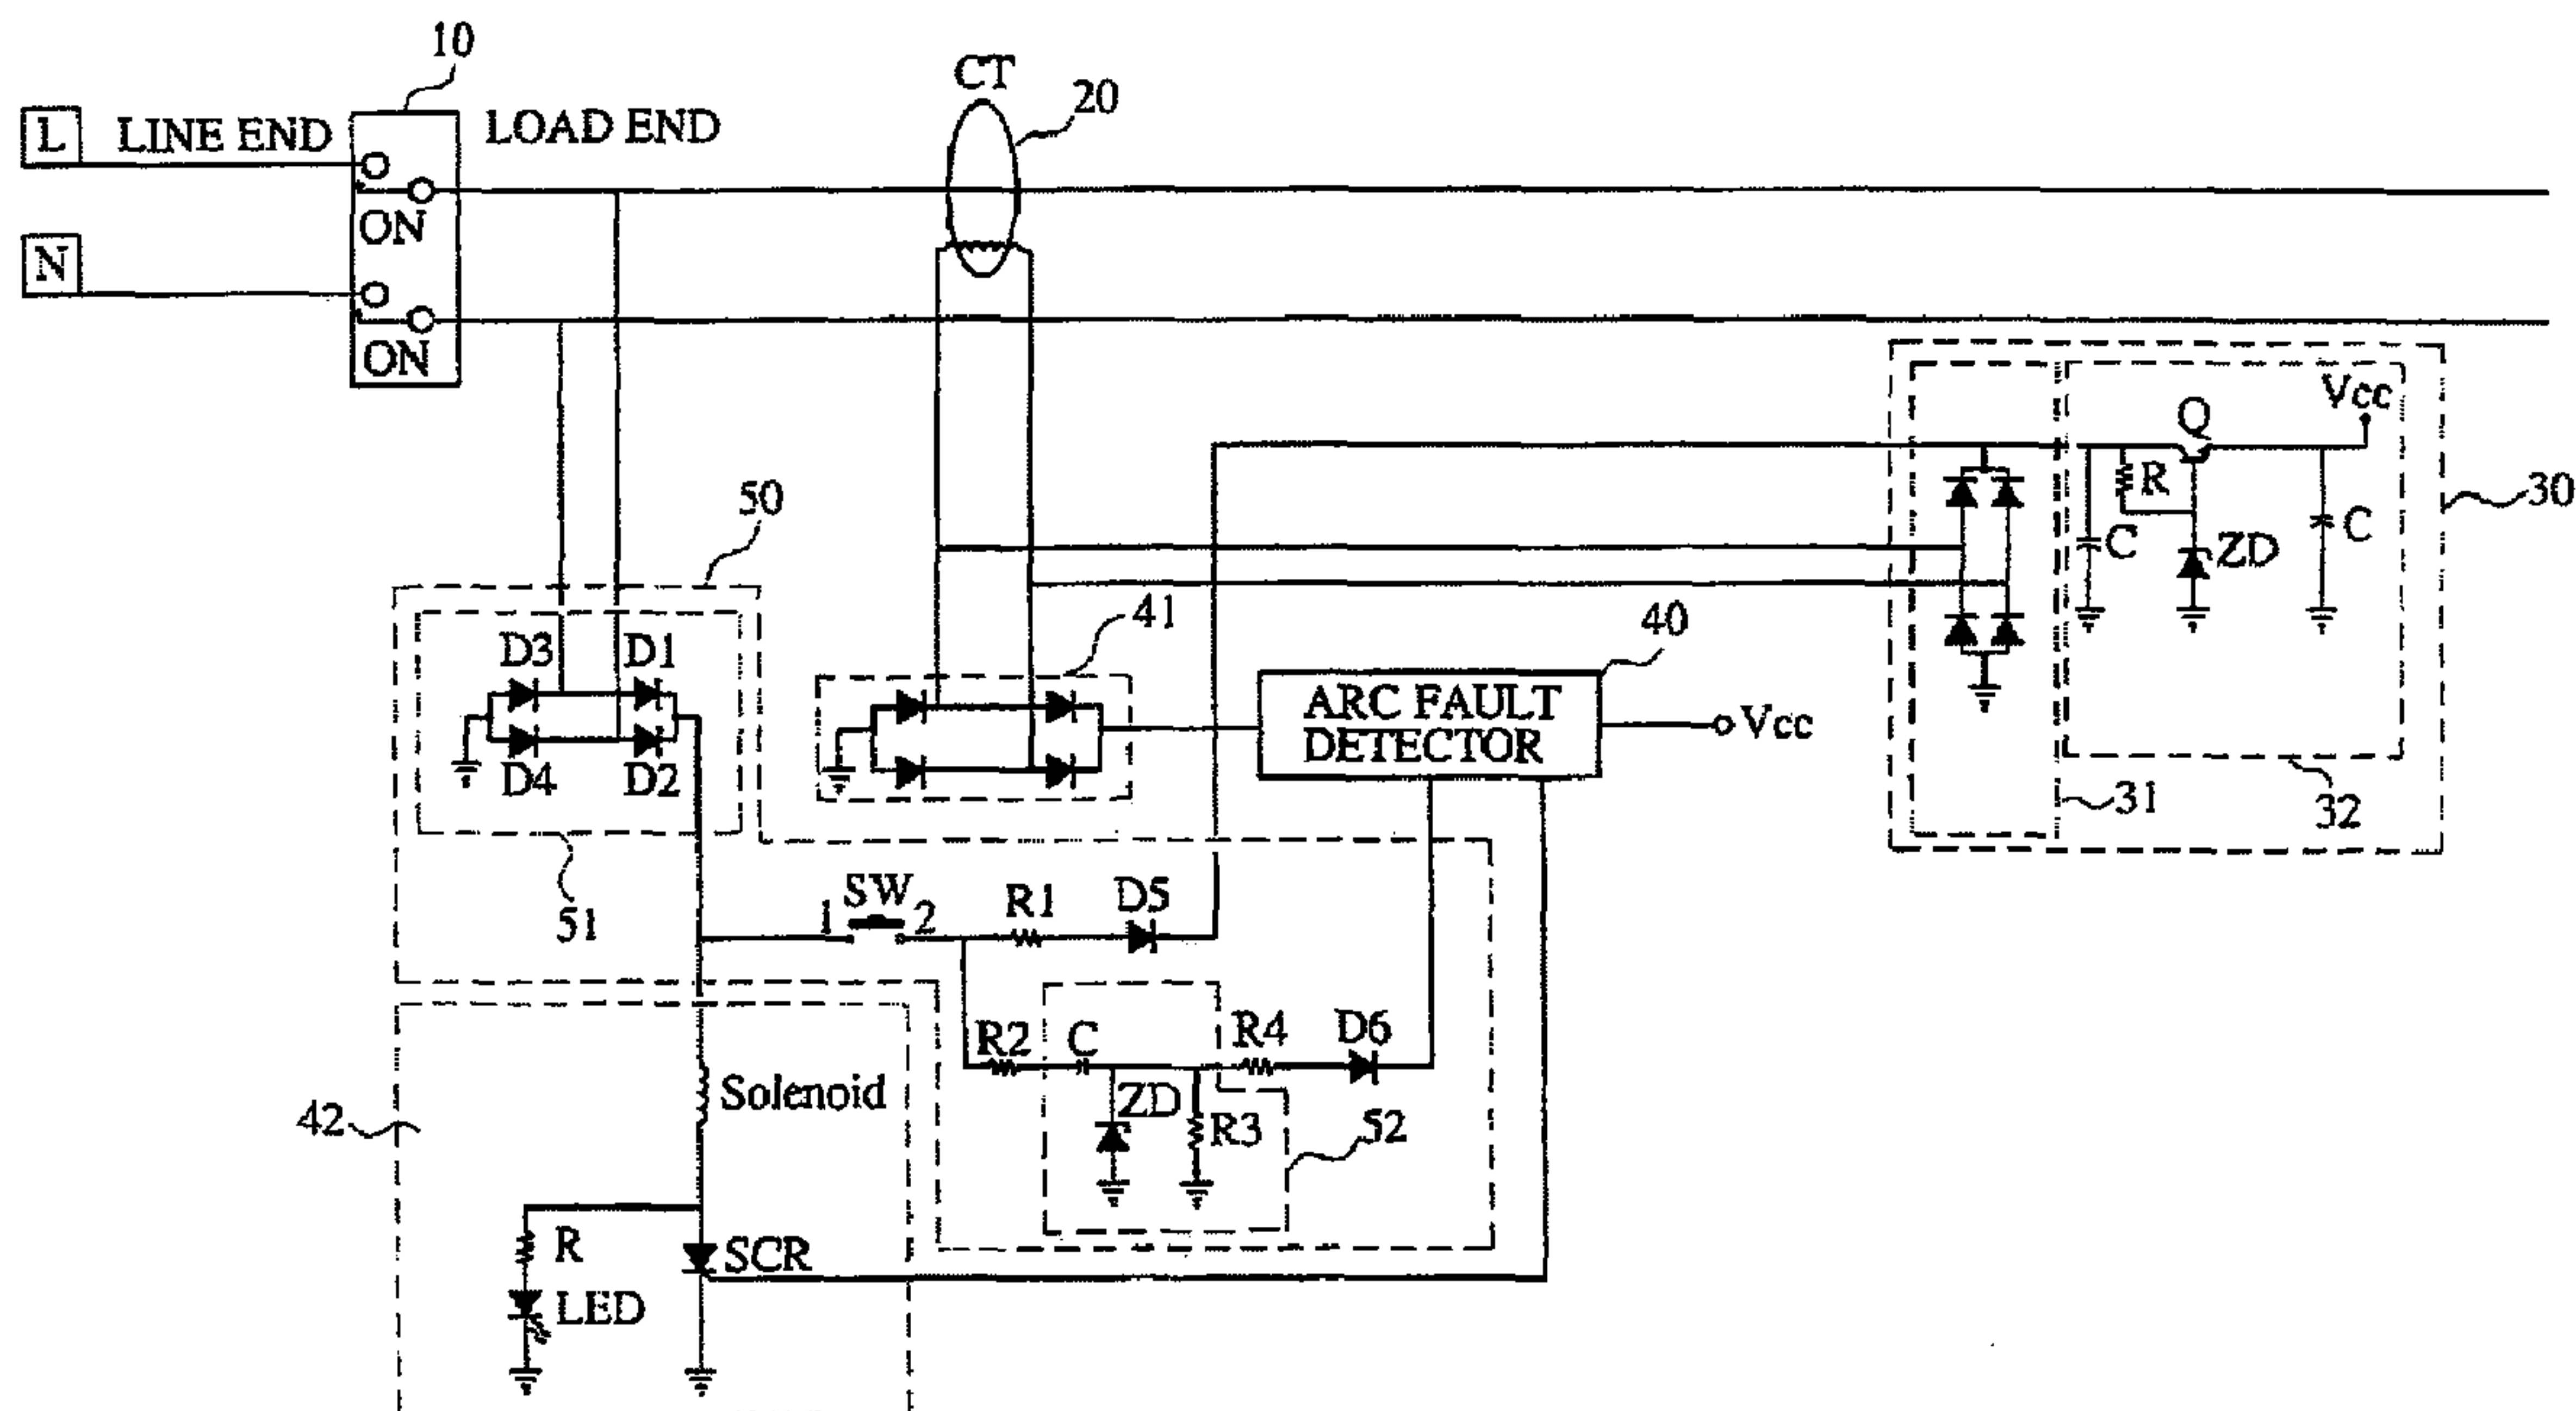 10
CT
20
L LINE END LOAD END
ON
N
ON
Vcc
Q
R
30
C
ZD
C
50
41
40
D3 D1
ARC FAULT
DETECTOR
Vcc
D4 D2
31
32
51
1 SW 2 R1 D5
R2 C R4 D6
Solenoid
ZD
R3
52
42
R
SCR
LED